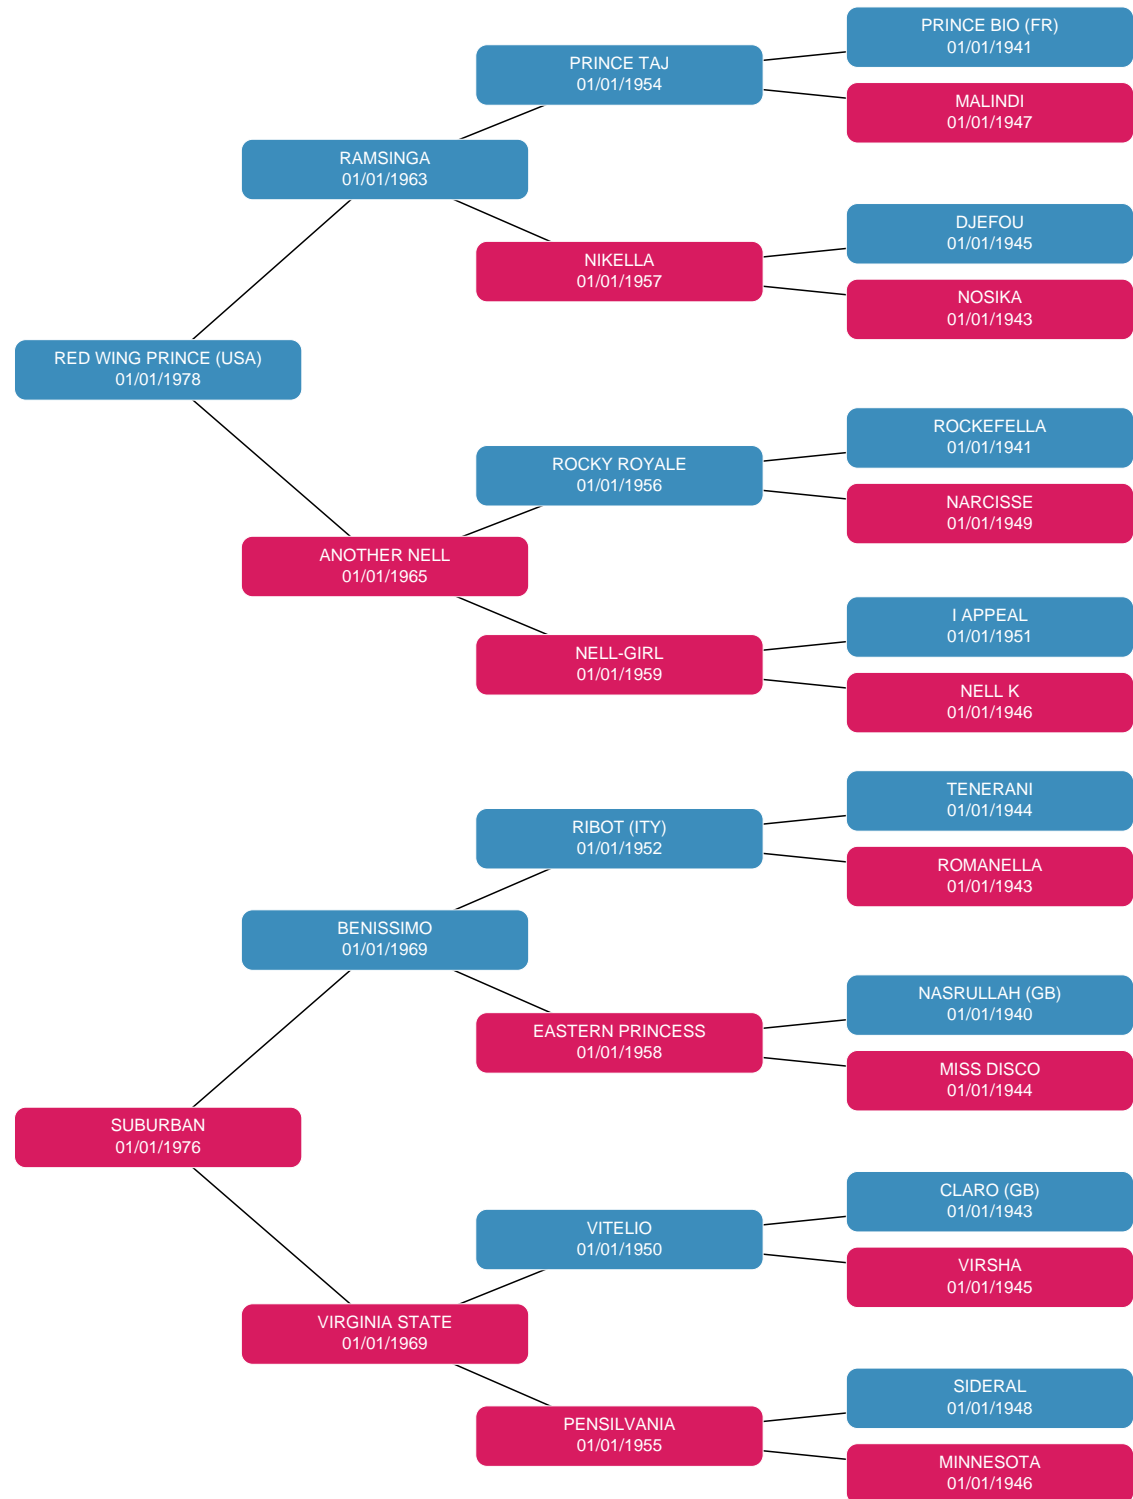 PRINCE BIO (FR)
01/01/1941
PRINCE TAJ
01/01/1954
MALINDI
01/01/1947
RAMSINGA
01/01/1963
DJEFOU
01/01/1945
NIKELLA
01/01/1957
NOSIKA
01/01/1943
RED WING PRINCE (USA)
01/01/1978
ROCKEFELLA
01/01/1941
ROCKY ROYALE
01/01/1956
NARCISSE
01/01/1949
ANOTHER NELL
01/01/1965
I APPEAL
01/01/1951
NELL-GIRL
01/01/1959
NELL K
01/01/1946
TENERANI
01/01/1944
RIBOT (ITY)
01/01/1952
ROMANELLA
01/01/1943
BENISSIMO
01/01/1969
NASRULLAH (GB)
01/01/1940
EASTERN PRINCESS
01/01/1958
MISS DISCO
01/01/1944
SUBURBAN
01/01/1976
CLARO (GB)
01/01/1943
VITELIO
01/01/1950
VIRSHA
01/01/1945
VIRGINIA STATE
01/01/1969
SIDERAL
01/01/1948
PENSILVANIA
01/01/1955
MINNESOTA
01/01/1946